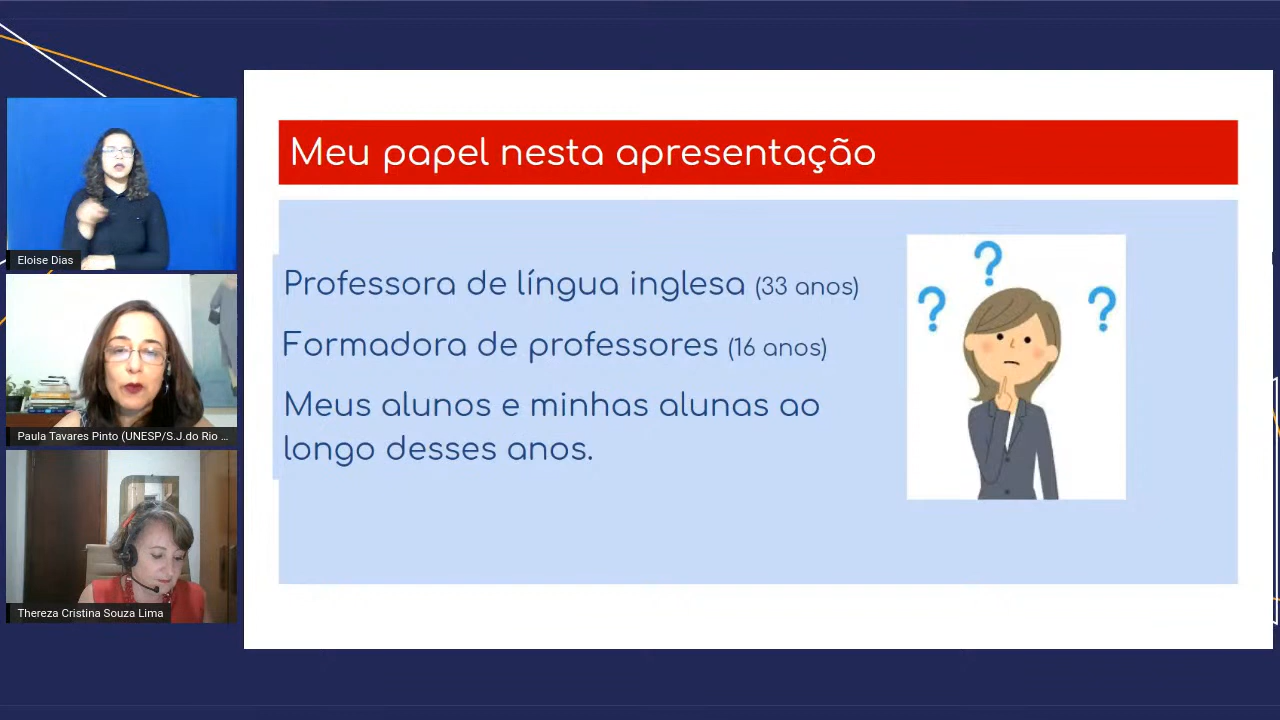 Meu papel nesta apresentação
Professora de língua inglesa (33 anos)
Formadora de professores (16 anos)
Meus alunos e minhas alunas ao
longo desses anos.
?
?
?
Eloise Dias
Paula Tavares Pinto (UNESP/S.J.do Rio ...
Thereza Cristina Souza Lima